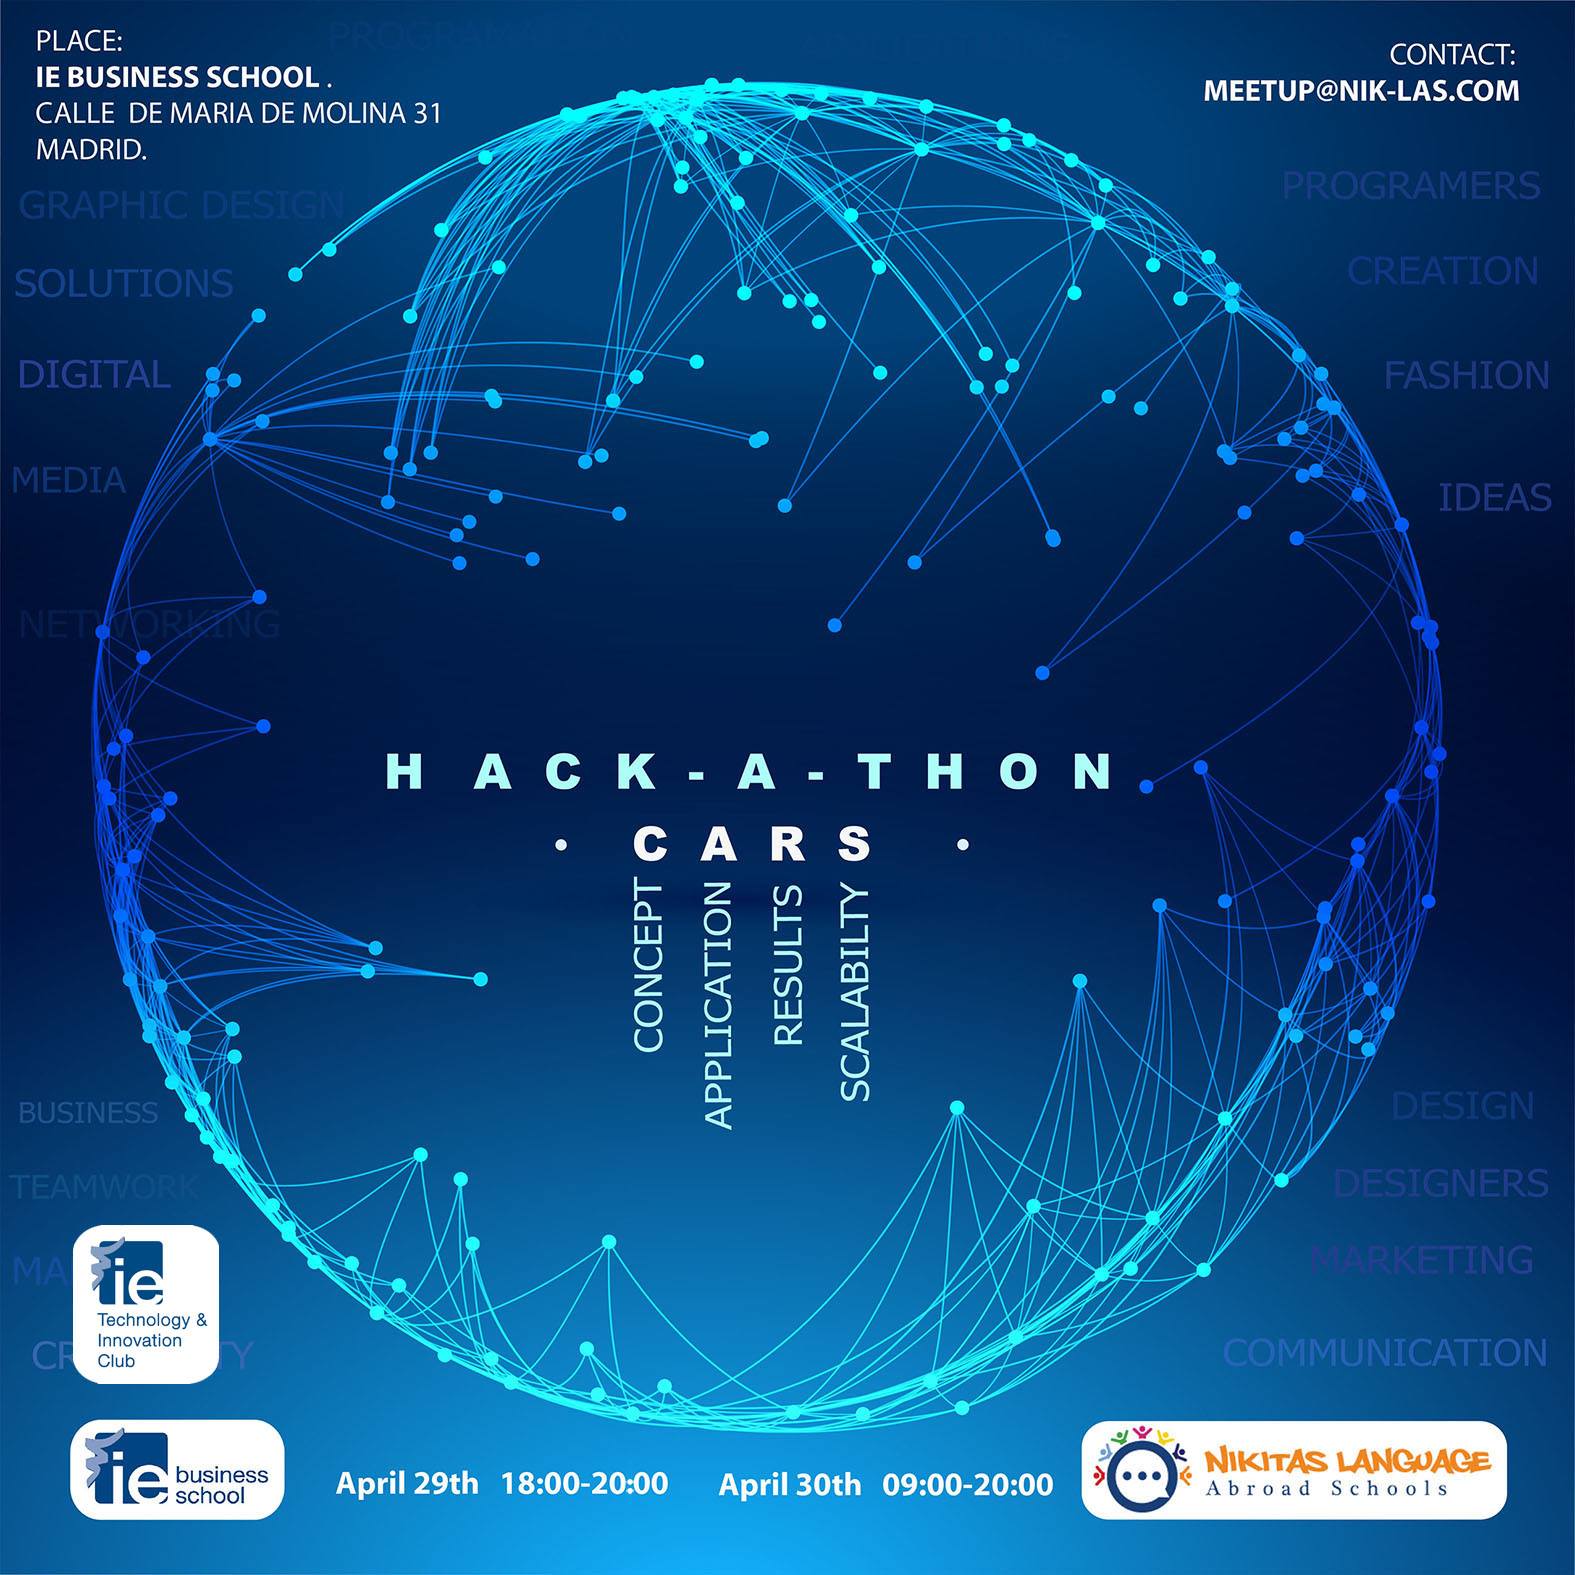 PLACE:
IE BUSINESS SCHOOL .
CALLE DE MARIA DE MOLINA 31
MADRID.
CONTACT:
MEETUP@NIK-LAS.COM
GRAPHIC DESIGN
SOLUTIONS
DIGITAL
MEDIA
NETWORKING
PROGRAMERS
CREATION
FASHION
IDEAS
HACK-A-THON
· CARS ·
CONCEPT
APPLICATION
RESULTS
SCALABILTY
BUSINESS
TEAMWORK
DESIGN
DESIGNERS
MARKETING
COMMUNICATION
ie
Technology &
Innovation
Club
ie business
school
April 29th 18:00-20:00 April 30th 09:00-20:00
NIKITAS LANGUAGE
Abroad Schools